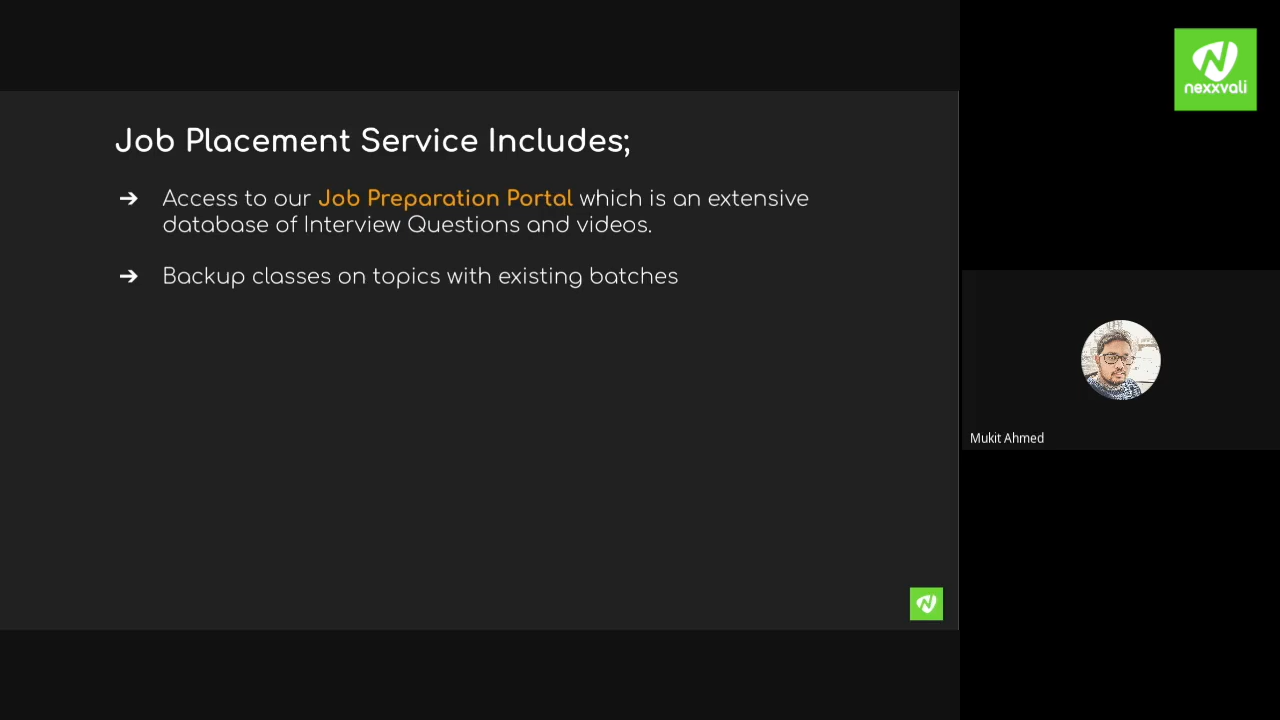 Job Placement Service Includes;
➔ Access to our Job Preparation Portal which is an extensive
database of Interview Questions and videos.
➔ Backup classes on topics with existing batches
nexxvali
Mukit Ahmed